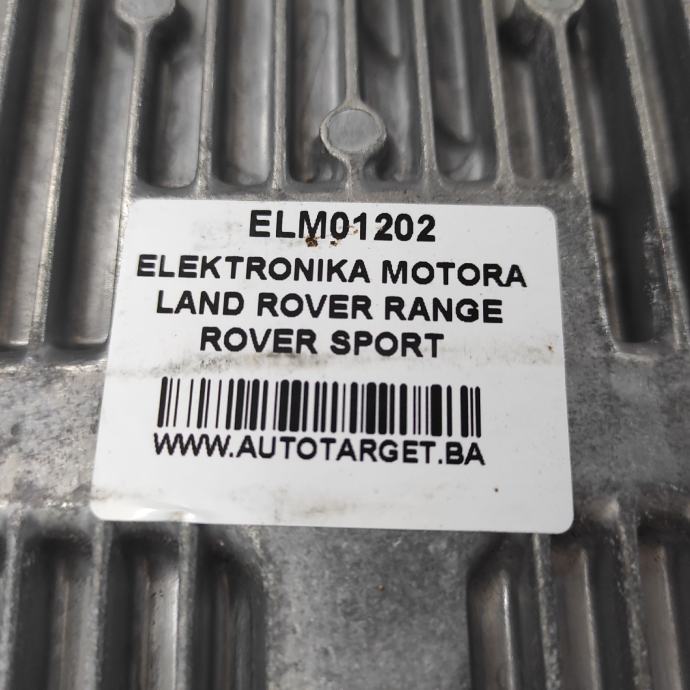 ELM01202
ELEKTRONIKA MOTORA
LAND ROVER RANGE
ROVER SPORT
WWW.AUTOTARGET.BA